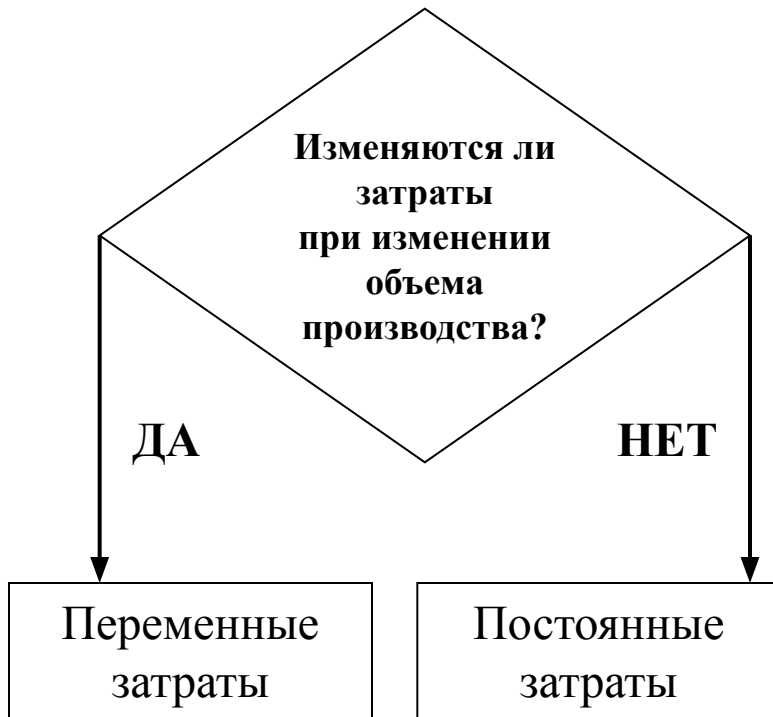 Изменяются ли
затраты
при изменении
объема
производства?
ДА
НЕТ
Переменные
затраты
Постоянные
затраты